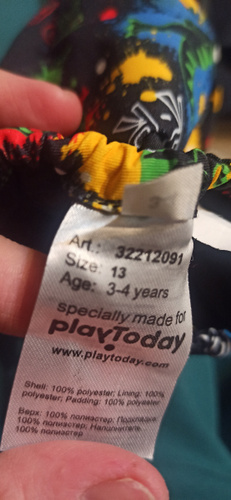 Art.: 32212091
Size: 13
Age: 3-4 years
specially made for
playToday
www.playtoday.com
Shell: 100% polyester; Lining: 100%
polyester; Padding: 100% polyester
Верх: 100% полиэстер, Подкладка:
100% полиэстер; Наполнитель:
100% полиэстер